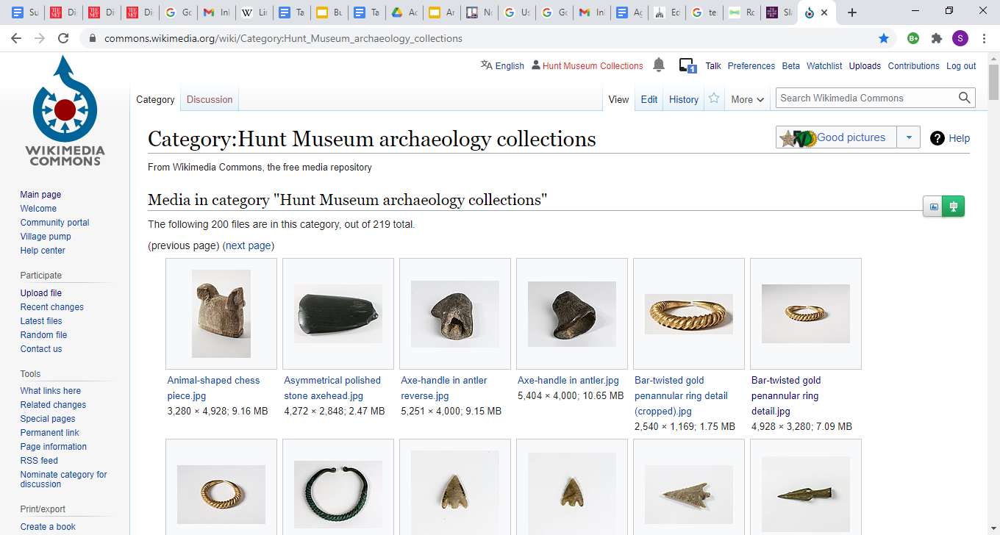 Su
Di
Di
Di
Go
Inl
Lin
Ta
Bu
Ta
Ac
Ar
No
Us
Go
Inl
Ag
Ed
te
Ro
Sla
commons.wikimedia.org/wiki/Category:Hunt_Museum_archaeology_collections
B+
S
English Hunt Museum Collections 1 Talk Preferences Beta Watchlist Uploads Contributions Log out
Category Discussion View Edit History More Search Wikimedia Commons
WIKIMEDIA
COMMONS
Main page
Welcome
Community portal
Village pump
Help center
Participate
Upload file
Recent changes
Latest files
Random file
Contact us
Tools
What links here
Related changes
Special pages
Permanent link
Page information
RSS feed
Nominate category for
discussion
Print/export
Create a book
Category:Hunt Museum archaeology collections
Good pictures
Help
From Wikimedia Commons, the free media repository
Media in category "Hunt Museum archaeology collections"
The following 200 files are in this category, out of 219 total.
(previous page) (next page)
Animal-shaped chess
piece.jpg
3,280 × 4,928; 9.16 MB
Asymmetrical polished
stone axehead.jpg
4,272 × 2,848; 2.47 MB
Axe-handle in antler
reverse.jpg
5,251 × 4,000; 9.15 MB
Axe-handle in antler.jpg
5,404 × 4,000; 10.65 MB
Bar-twisted gold
penannular ring detail
(cropped).jpg
2,540 × 1,169; 1.75 MB
Bar-twisted gold
penannular ring
detail.jpg
4,928 × 3,280; 7.09 MB